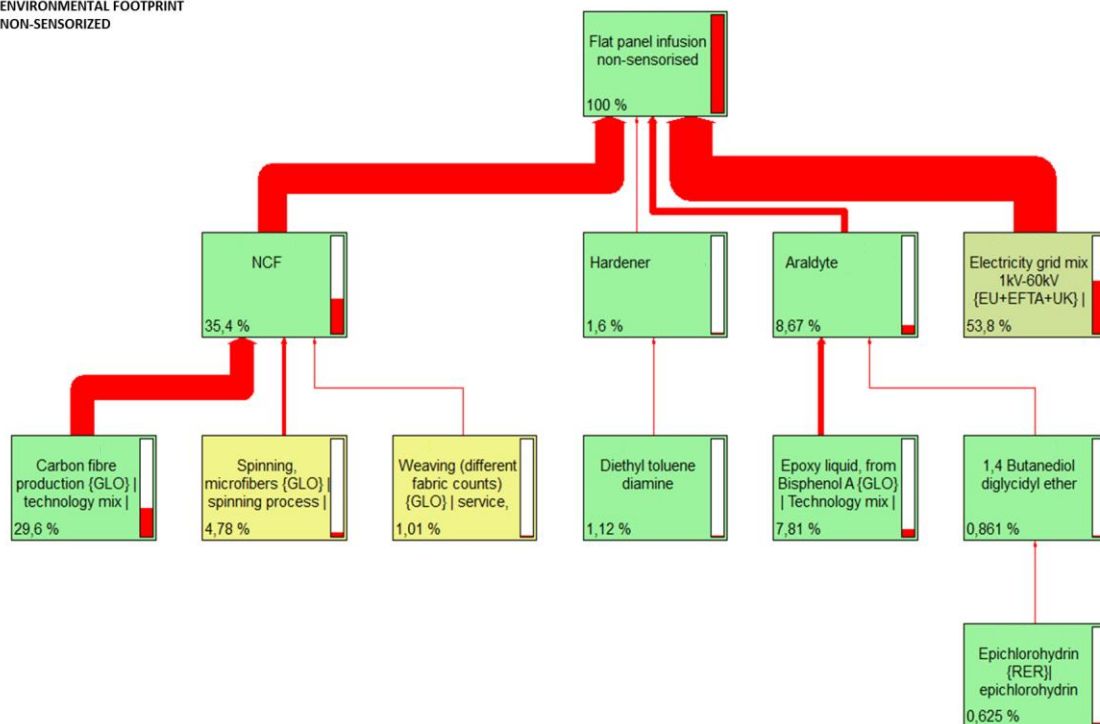 ENVIRONMENTAL FOOTPRINT
NON-SENSORIZED
Flat panel infusion
non-sensorised
100 %
NCF
35,4 %
Hardener
1,6 %
Araldyte
8,67 %
Electricity grid mix
1kV-60kV
{EU+EFTA+UK} |
53,8 %
Carbon fibre
production {GLO} |
technology mix |
29,6 %
Spinning,
microfibers {GLO} |
spinning process |
4,78 %
Weaving (different
fabric counts)
{GLO} | service,
1,01 %
Diethyl toluene
diamine
1,12 %
Epoxy liquid, from
Bisphenol A {GLO}
| Technology mix |
7,81 %
1,4 Butanediol
diglycidyl ether
0,861 %
Epichlorohydrin
{RER}|
epichlorohydrin
0,625 %